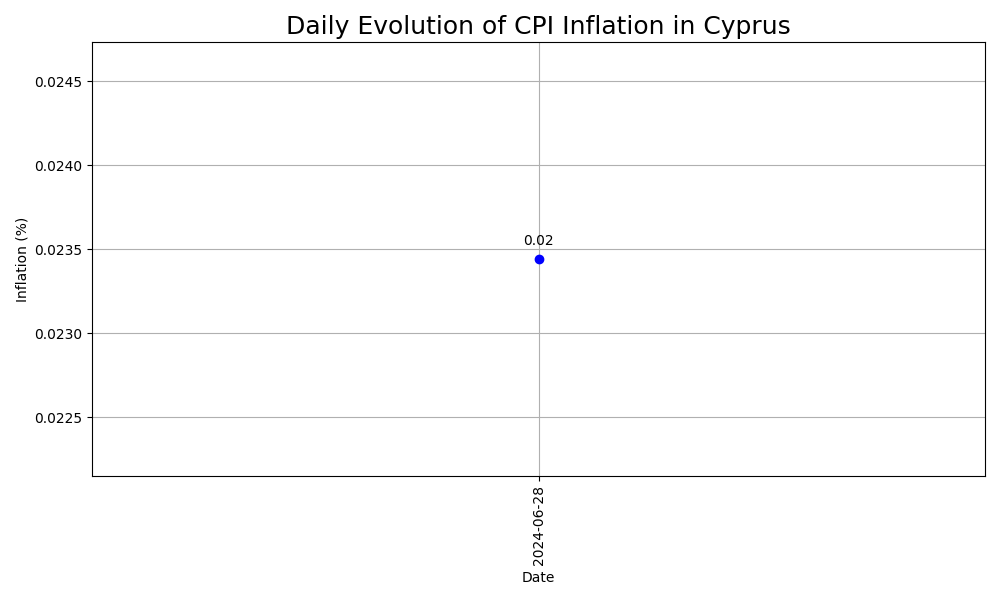 Daily Evolution of CPI Inflation in Cyprus
0.0245
0.0240
0.0235
0.0230
0.0225
Inflation (%)
0.02
2024-06-28
Date